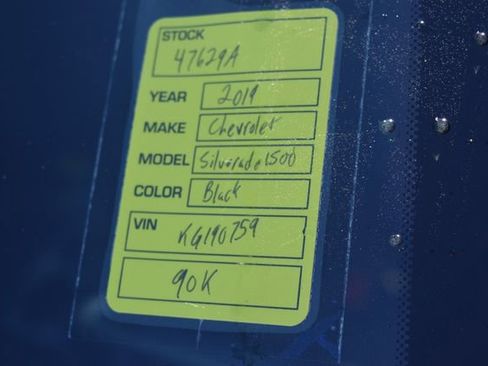 STOCK
47629A
YEAR 2019
MAKE Chevrolet
MODEL Silverado 1500
COLOR Black
VIN KG190759
90K